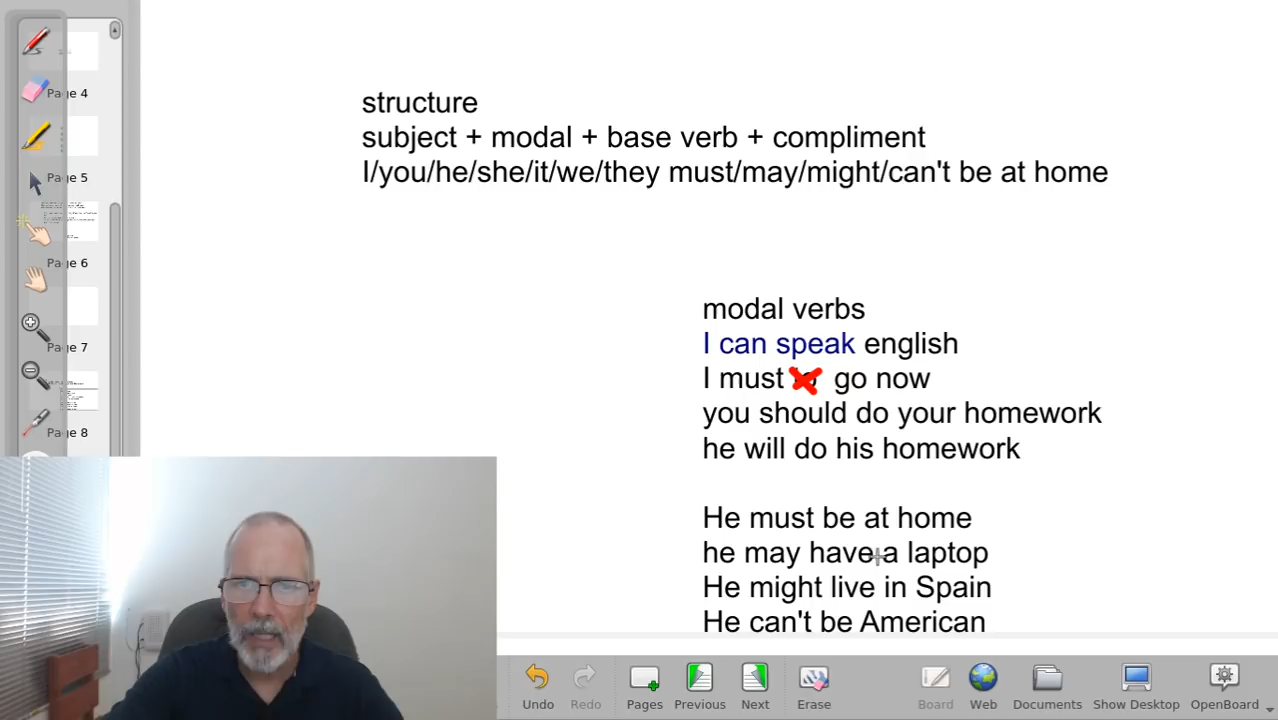 structure
subject + modal + base verb + compliment
I/you/he/she/it/we/they must/may/might/can't be at home
modal verbs
I can speak english
I must to go now
you should do your homework
he will do his homework
He must be at home
he may have a laptop
He might live in Spain
He can't be American
Page 4
Page 5
Page 6
Page 7
Page 8
Undo
Redo
Pages
Previous
Next
Erase
Board
Web
Documents
Show Desktop
OpenBoard